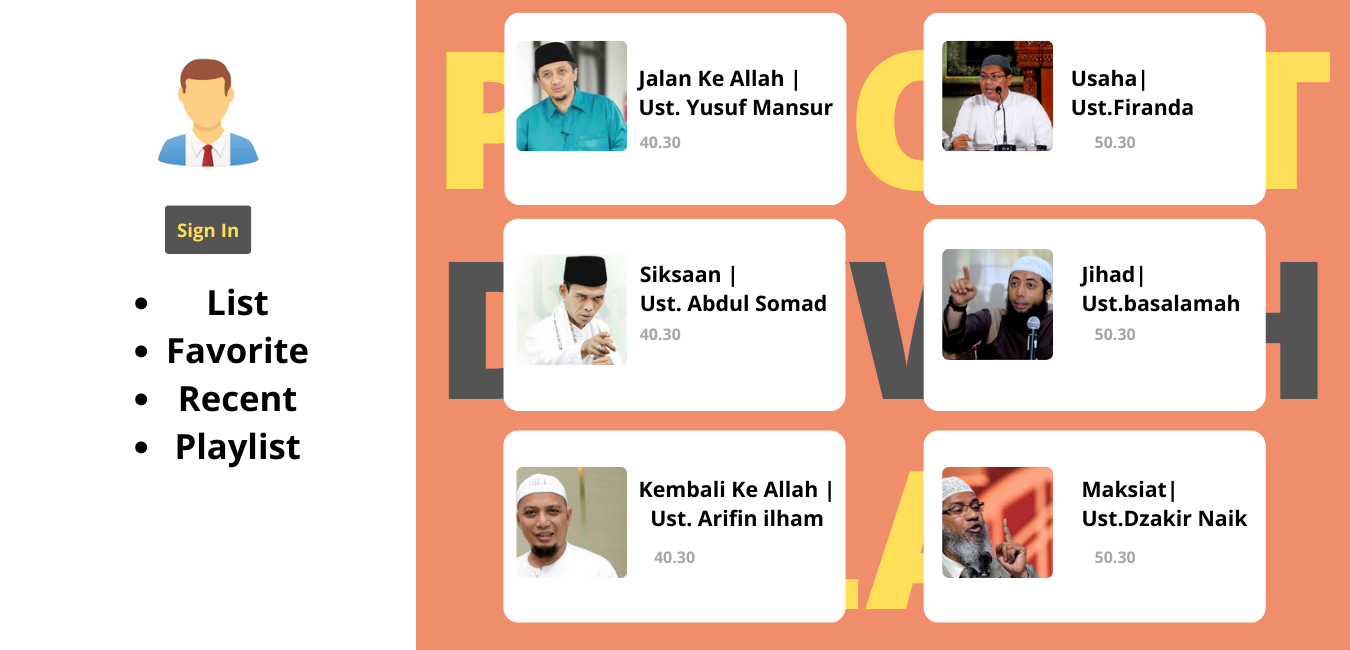 Sign In
List
Favorite
Recent
Playlist
Jalan Ke Allah |
Ust. Yusuf Mansur
40.30
Usaha|
Ust.Firanda
50.30
Siksaan |
Ust. Abdul Somad
40.30
Jihad|
Ust.basalamah
50.30
Kembali Ke Allah |
Ust. Arifin ilham
40.30
Maksiat|
Ust.Dzakir Naik
50.30